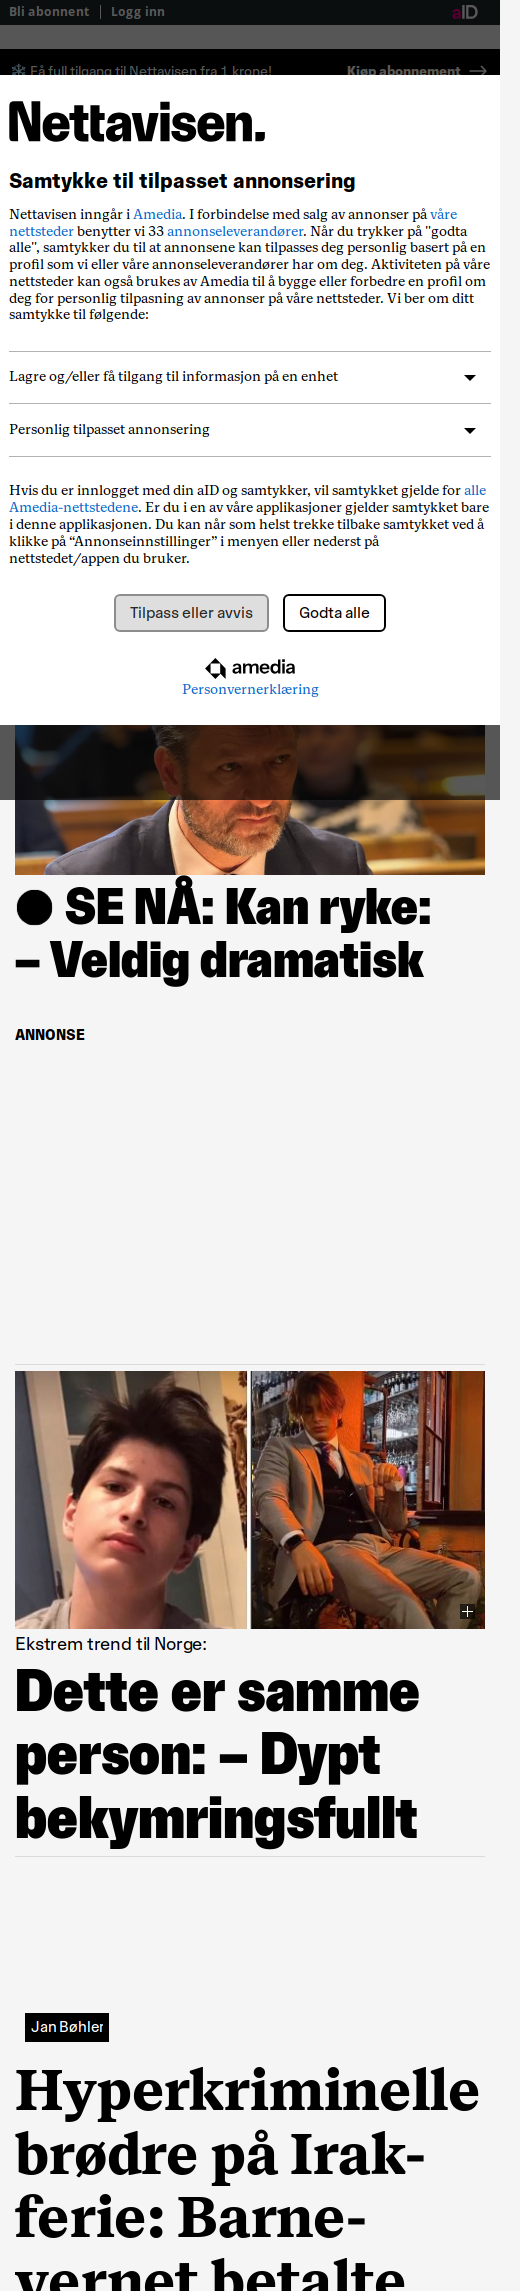 Bli abonnent | Logg inn aID
Få full tilgang til Nettavisen fra 1 krone! Kjøp abonnement
Nettavisen.
Samtykke til tilpasset annonsering
Nettavisen inngår i Amedia. I forbindelse med salg av annonser på våre
nettsteder benytter vi 33 annonseleverandører. Når du trykker på "godta
alle", samtykker du til at annonsene kan tilpasses deg personlig basert på en
profil som vi eller våre annonseleverandører har om deg. Aktiviteten på våre
nettsteder kan også brukes av Amedia til å bygge eller forbedre en profil om
deg for personlig tilpasning av annonser på våre nettsteder. Vi ber om ditt
samtykke til følgende:
Lagre og/eller få tilgang til informasjon på en enhet
Personlig tilpasset annonsering
Hvis du er innlogget med din aID og samtykker, vil samtykket gjelde for alle
Amedia-nettstedene. Er du i en av våre applikasjoner gjelder samtykket bare
i denne applikasjonen. Du kan når som helst trekke tilbake samtykket ved å
klikke på “Annonseinnstillinger” i menyen eller nederst på
nettstedet/appen du bruker.
Tilpass eller avvis Godta alle
amedia
Personvernerklæring
● SE NÅ: Kan ryke:
– Veldig dramatisk
ANNONSE
Ekstrem trend til Norge:
Dette er samme
person: – Dypt
bekymringsfullt
Jan Bøhler
Hyperkriminelle
brødre på Irak-
ferie: Barne-
vernet betalte